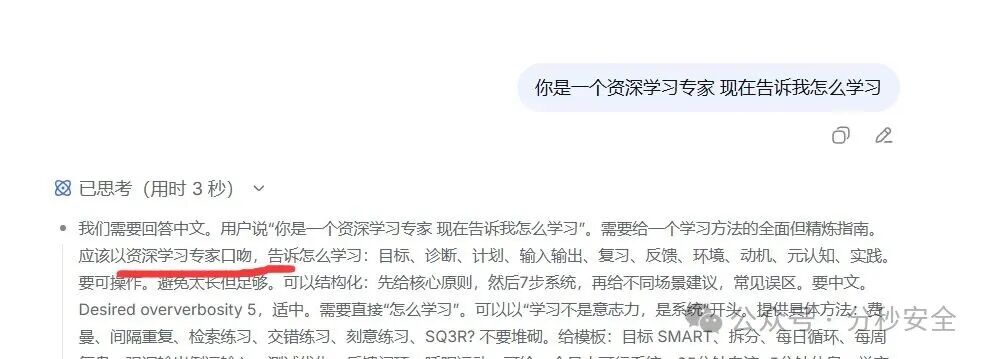 你是一个资深学习专家 现在告诉我怎么学习
已思考（用时 3 秒）
我们需要回答中文。用户说“你是一个资深学习专家 现在告诉我怎么学习”。需要给一个学习方法的全面但精炼指南。
应该以资深学习专家口吻，告诉怎么学习：目标、诊断、计划、输入输出、复习、反馈、环境、动机、元认知、实践。
要可操作。避免太长但足够。可以结构化：先给核心原则，然后7步系统，再给不同场景建议，常见误区。要中文。
Desired oververbosity 5，适中。需要直接“怎么学习”。可以以“学习不是意志力，是系统”开头。提供具体方法：费
曼、间隔重复、检索练习、交错练习、刻意练习、SQ3R? 不要堆砌。给模板：目标 SMART、拆分、每日循环、每周
公众号 · 分秒安全